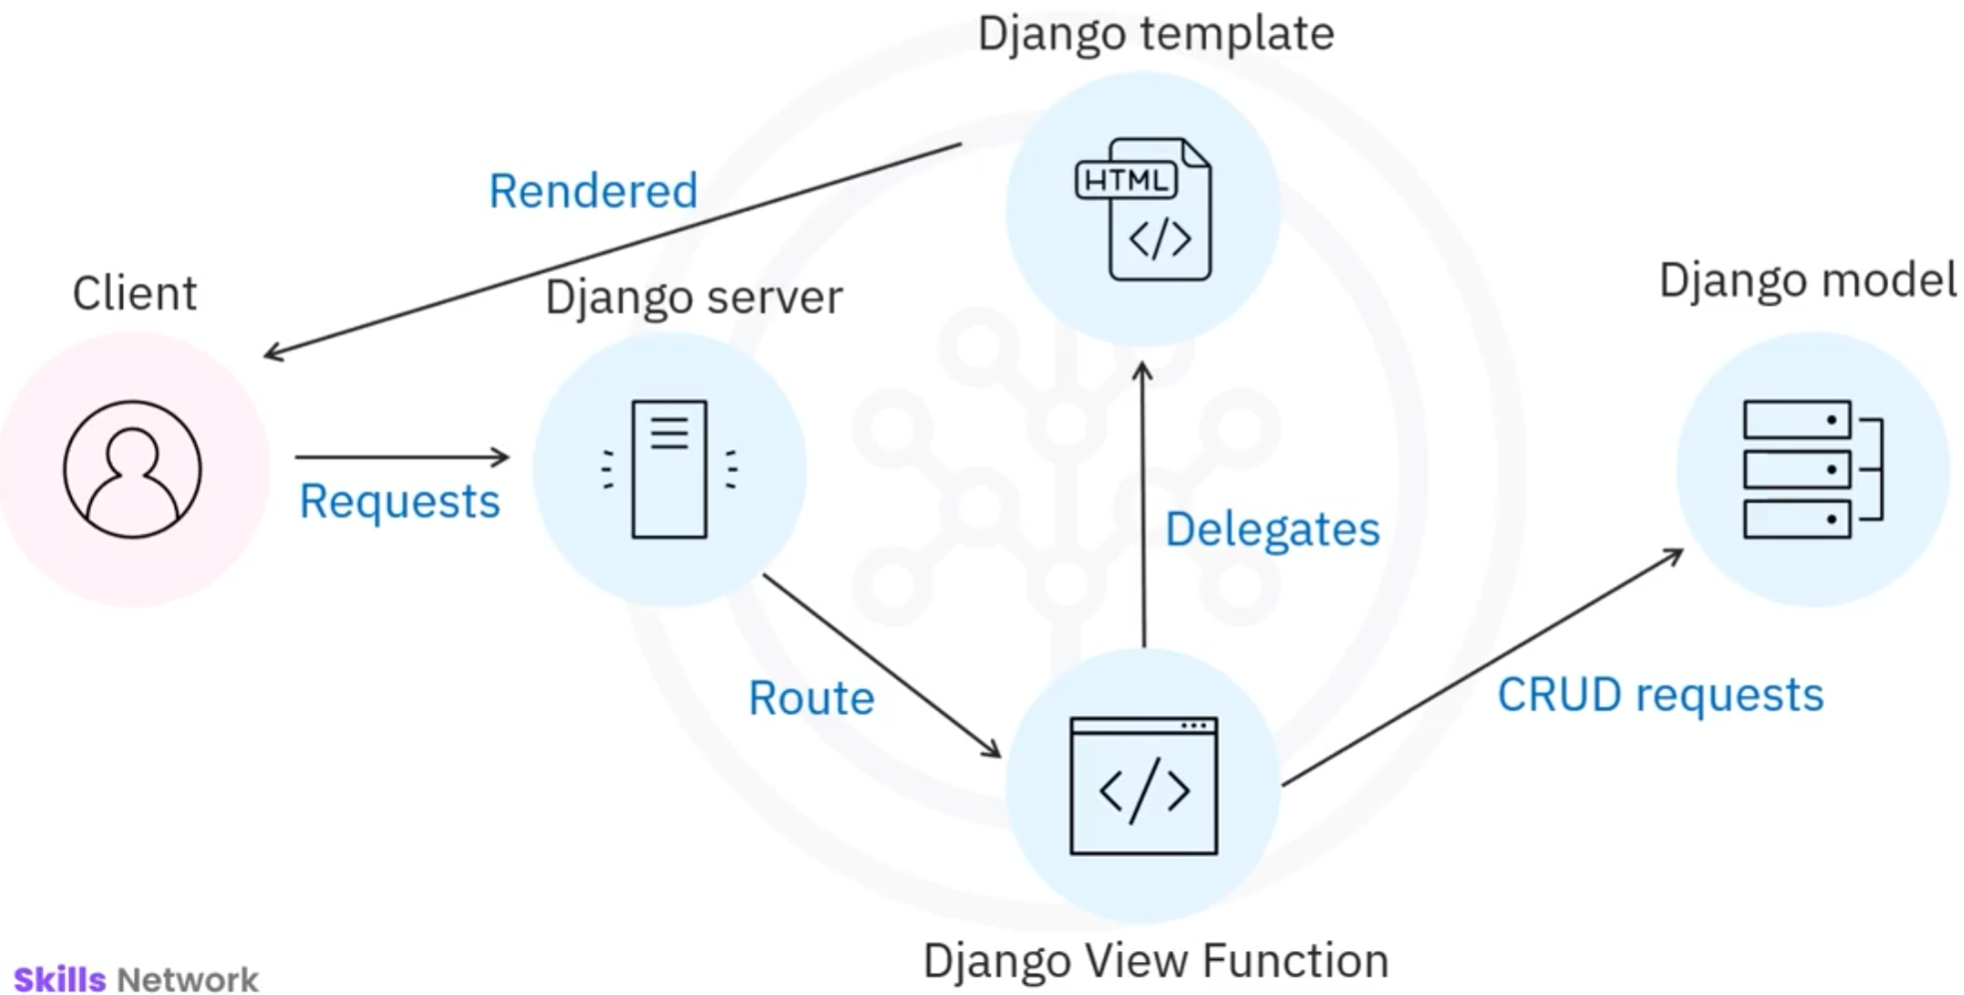 Django template
HTML
</>
Rendered
Client
Django server
Django model
Requests
Delegates
Route
CRUD requests
</>
Django View Function
Skills Network